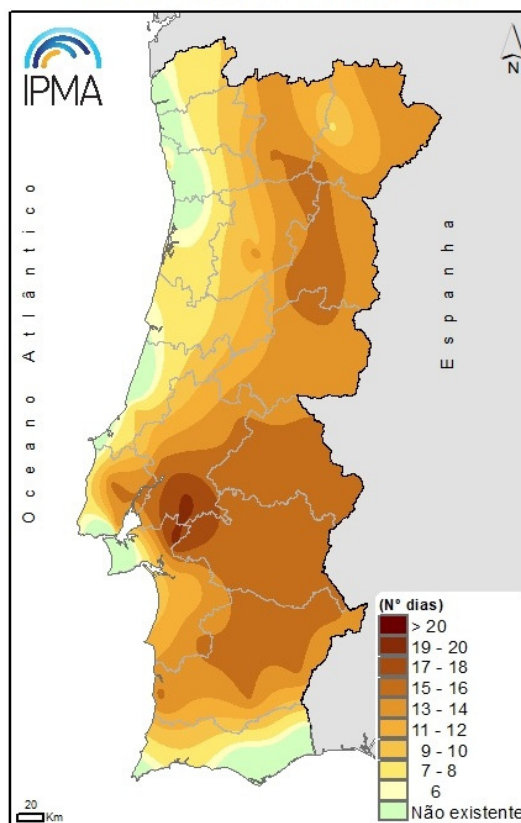 IPMA
N
Oceano Atlântico
Espanha
(Nº dias)
> 20
19 - 20
17 - 18
15 - 16
13 - 14
11 - 12
9 - 10
7 - 8
6
Não existente
20
Km